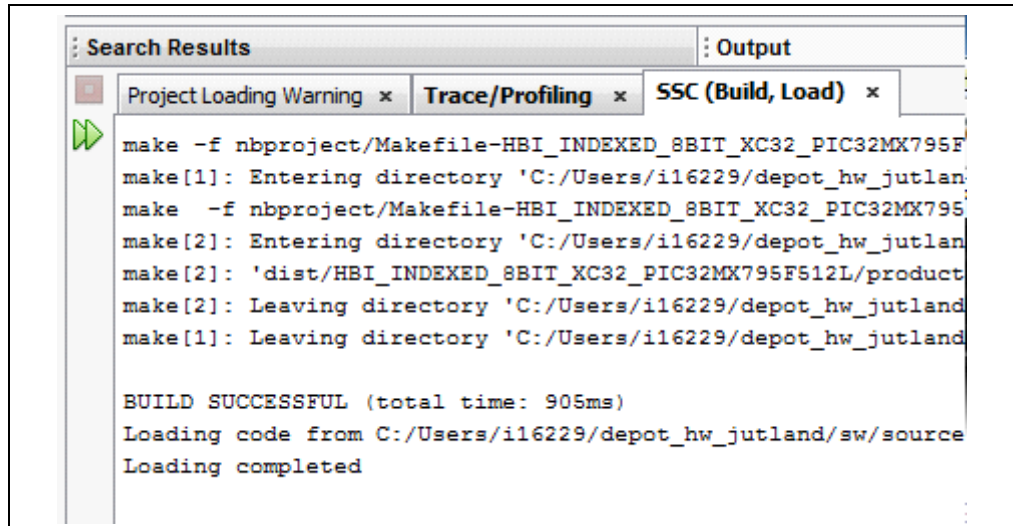 Search Results
Output
Project Loading Warning × Trace/Profiling × SSC (Build, Load) ×
make -f nbproject/Makefile-HBI_INDEXED_8BIT_XC32_PIC32MX795F
make[1]: Entering directory 'C:/Users/i16229/depot_hw_jutlan
make  -f nbproject/Makefile-HBI_INDEXED_8BIT_XC32_PIC32MX795
make[2]: Entering directory 'C:/Users/i16229/depot_hw_jutlan
make[2]: 'dist/HBI_INDEXED_8BIT_XC32_PIC32MX795F512L/product
make[2]: Leaving directory 'C:/Users/i16229/depot_hw_jutland
make[1]: Leaving directory 'C:/Users/i16229/depot_hw_jutland
BUILD SUCCESSFUL (total time: 905ms)
Loading code from C:/Users/i16229/depot_hw_jutland/sw/source
Loading completed